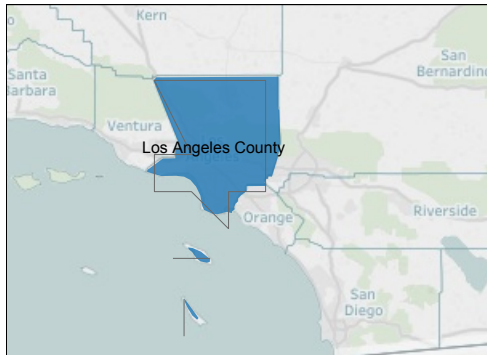 Kern
Santa
Barbara
San
Bernardino
Ventura
Los Angeles County
Orange
Riverside
San
Diego